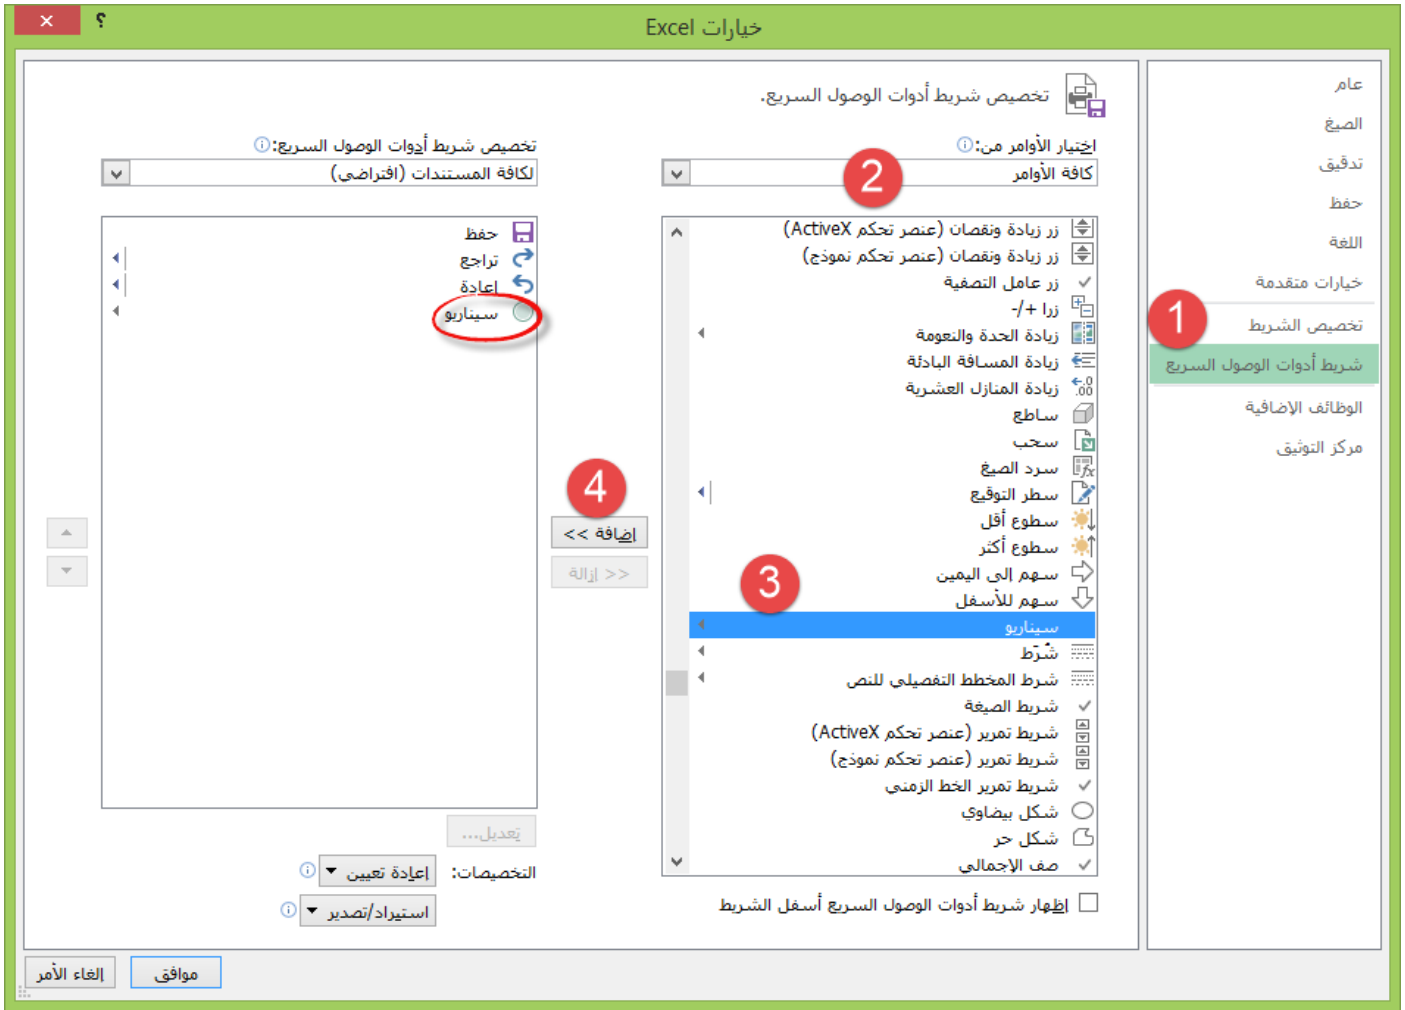 خيارات Excel
؟
عام
الصيغ
تدقيق
حفظ
اللغة
خيارات متقدمة
تخصيص الشريط
1
شريط أدوات الوصول السريع
الوظائف الإضافية
مركز التوثيق
تخصيص شريط أدوات الوصول السريع.
اختيار الأوامر من:
كافة الأوامر
2
زر زيادة ونقصان (عنصر تحكم ActiveX)
زر زيادة ونقصان (عنصر تحكم نموذج)
زر عامل التصفية
زرا +/-
زيادة الحدة والنعومة
زيادة المسافة البادئة
زيادة المنازل العشرية
ساطع
سحب
سرد الصيغ
سطر التوقيع
سطوع أقل
سطوع أكثر
سهم إلى اليمين
سهم للأسفل
3
سيناريو
شَرَط
شرط المخطط التفصيلي للنص
شريط الصيغة
شريط تمرير (عنصر تحكم ActiveX)
شريط تمرير (عنصر تحكم نموذج)
شريط تمرير الخط الزمني
شكل بيضاوي
شكل حر
صف الإجمالي
إظهار شريط أدوات الوصول السريع أسفل الشريط
4
إضافة >>
<< إزالة
تخصيص شريط أدوات الوصول السريع:
لكافة المستندات (افتراضي)
حفظ
تراجع
إعادة
سيناريو
تعديل...
التخصيصات:
إعادة تعيين
استيراد/تصدير
موافق
إلغاء الأمر